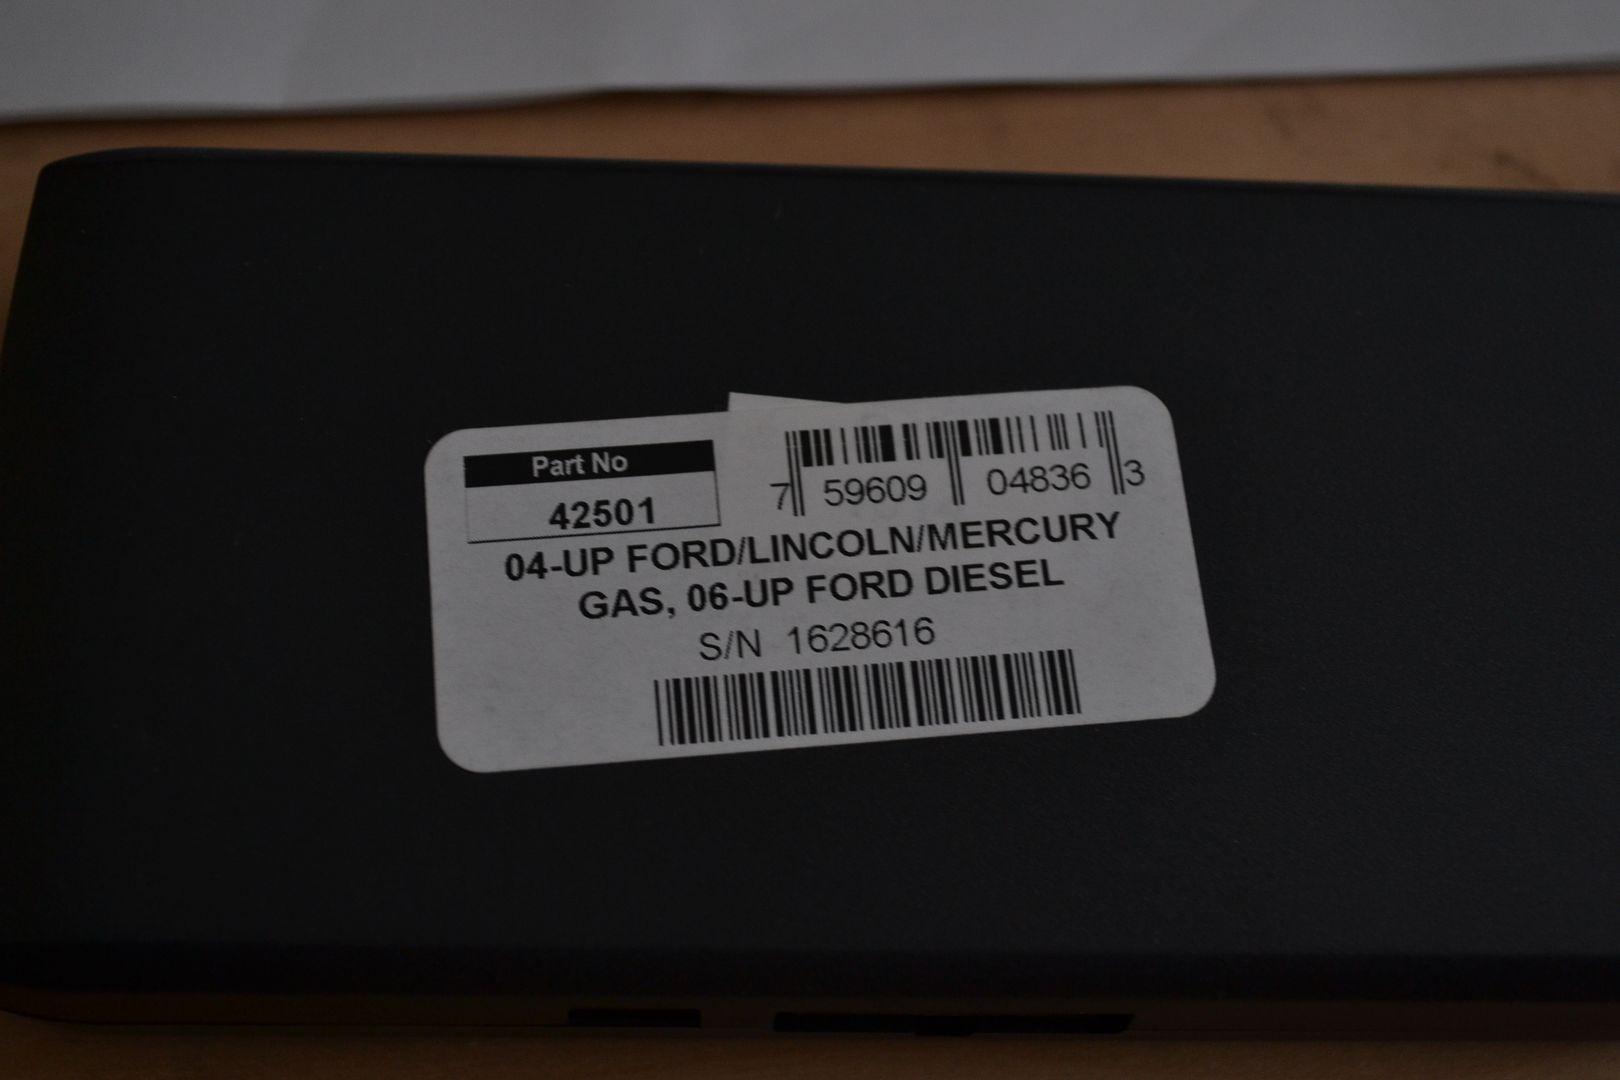 Part No
42501
7 59609 04836 3
04-UP FORD/LINCOLN/MERCURY
GAS, 06-UP FORD DIESEL
S/N 1628616